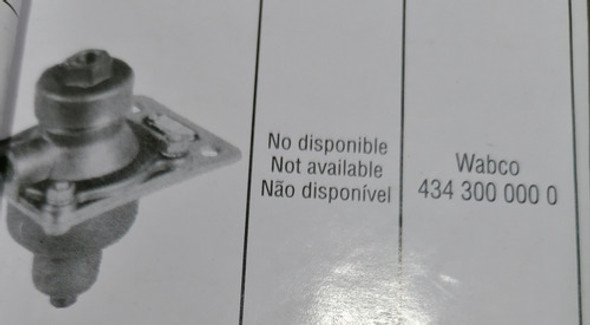 No disponible
Not available
Não disponível
Wabco
434 300 000 0